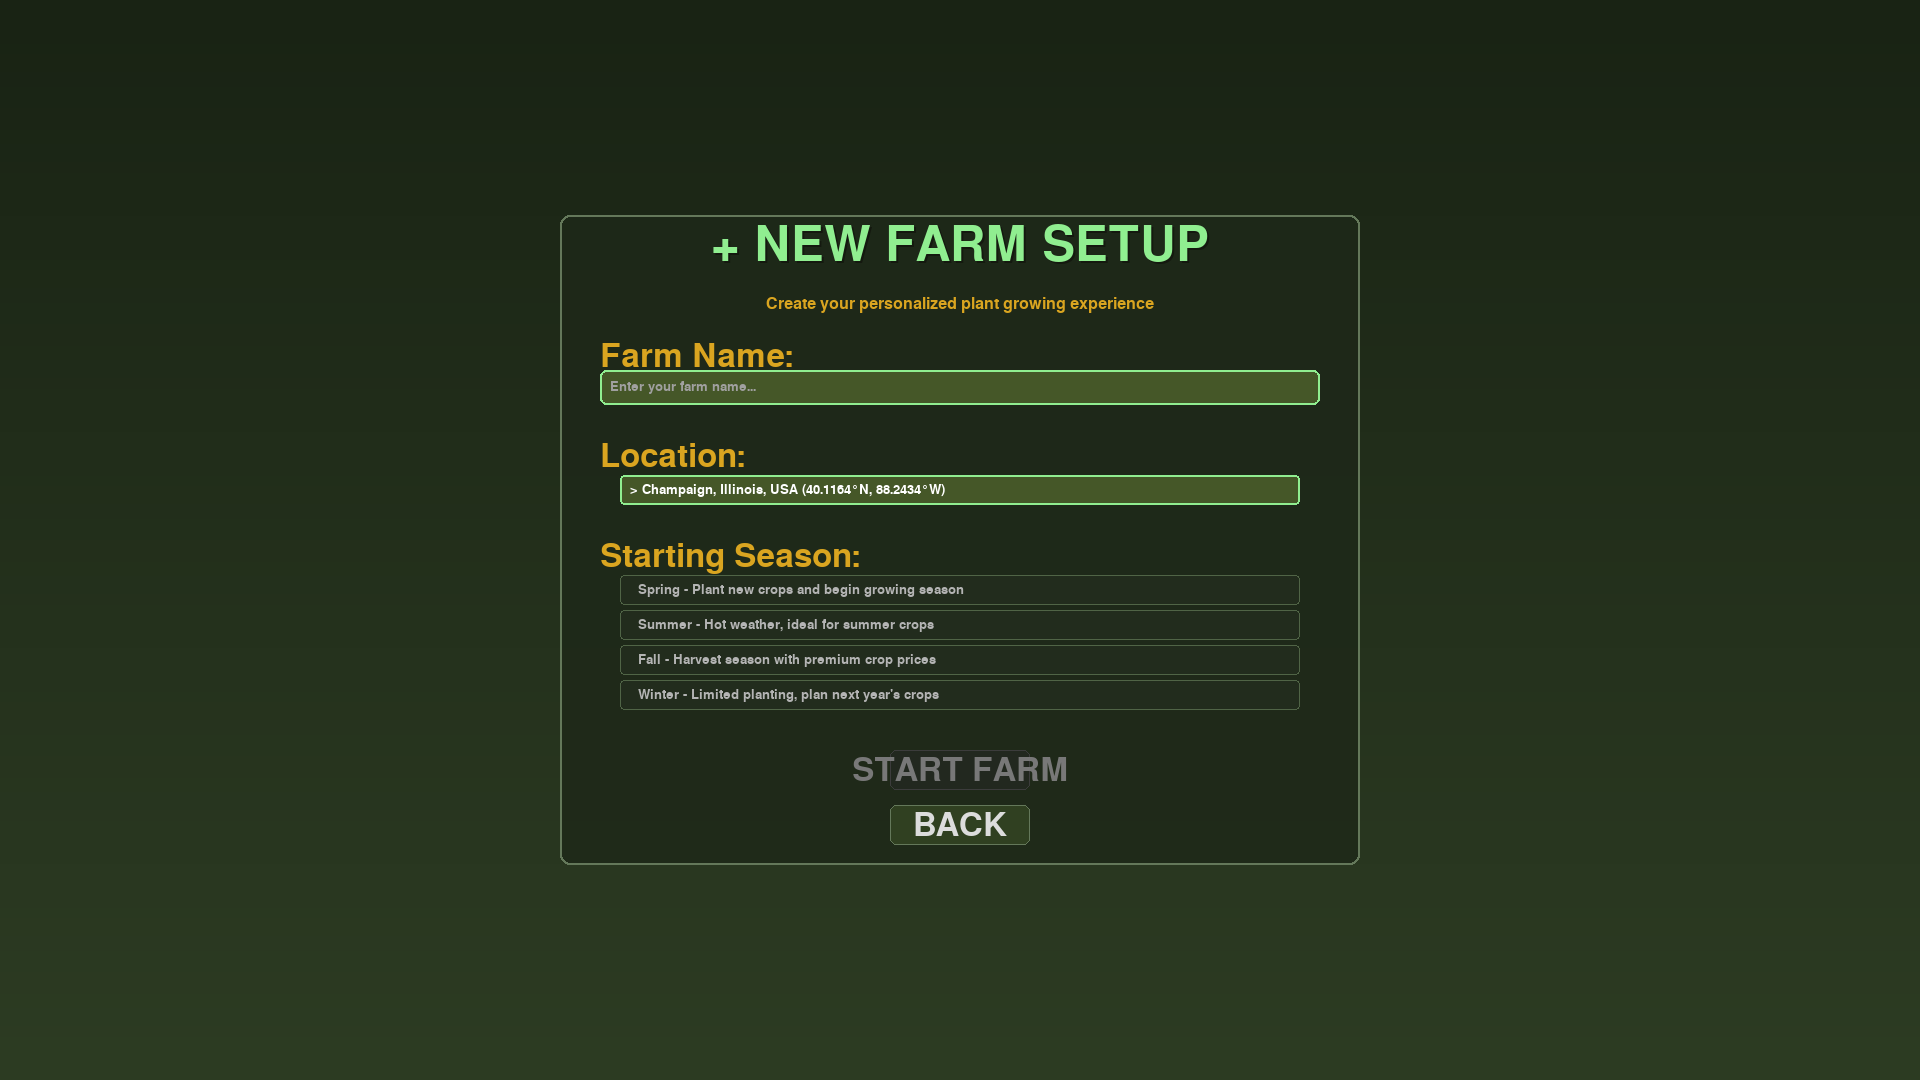 + NEW FARM SETUP
Create your personalized plant growing experience
Farm Name:
Enter your farm name...
Location:
> Champaign, Illinois, USA (40.1164°N, 88.2434°W)
Starting Season:
Spring - Plant new crops and begin growing season
Summer - Hot weather, ideal for summer crops
Fall - Harvest season with premium crop prices
Winter - Limited planting, plan next year's crops
START FARM
BACK